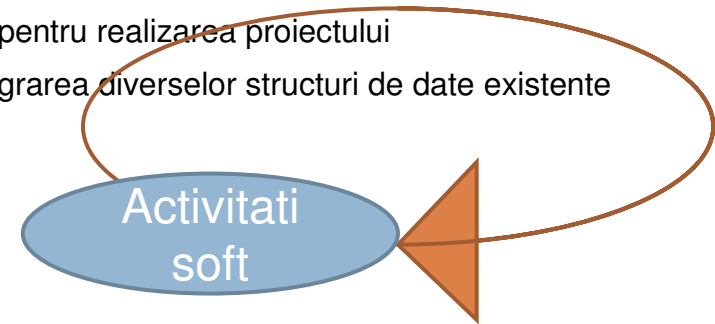 pentru realizarea proiectului
grarea diverselor structuri de date existente
Activitati
soft